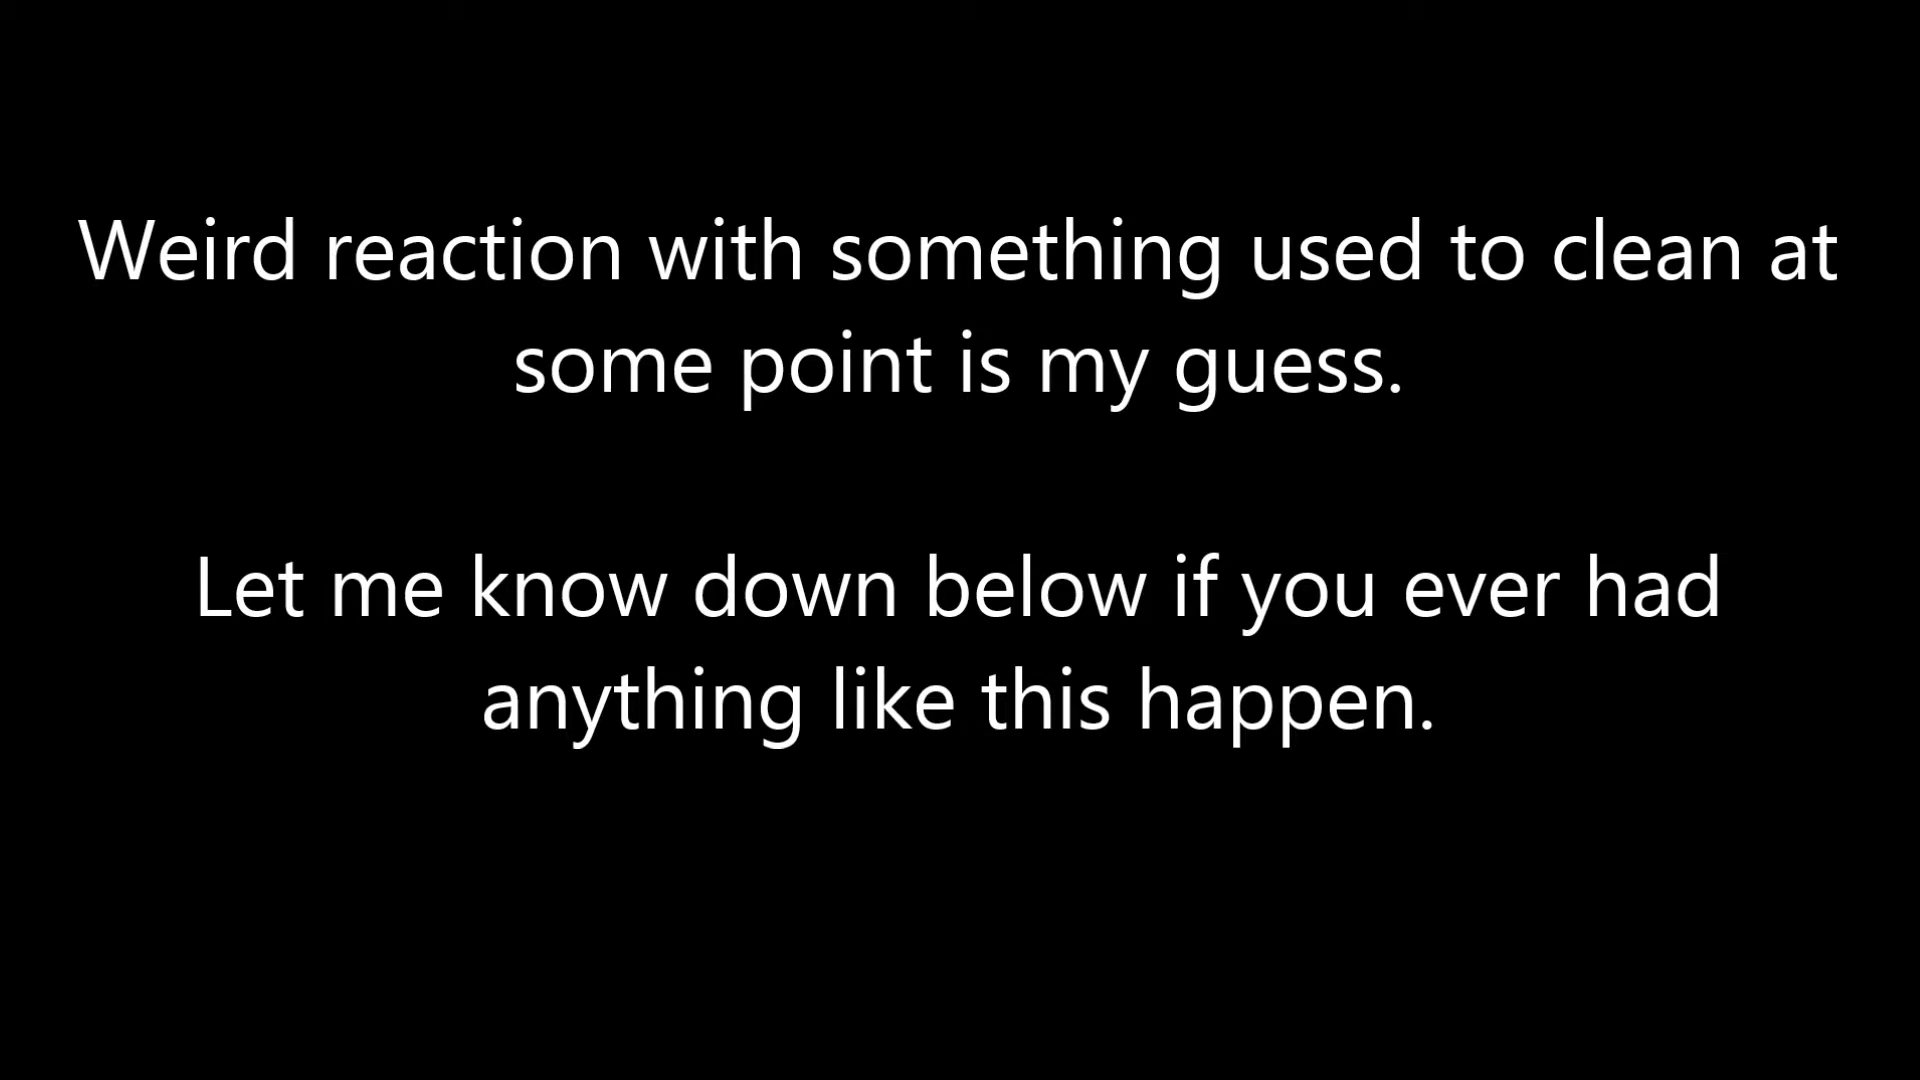 Weird reaction with something used to clean at
some point is my guess.
Let me know down below if you ever had
anything like this happen.